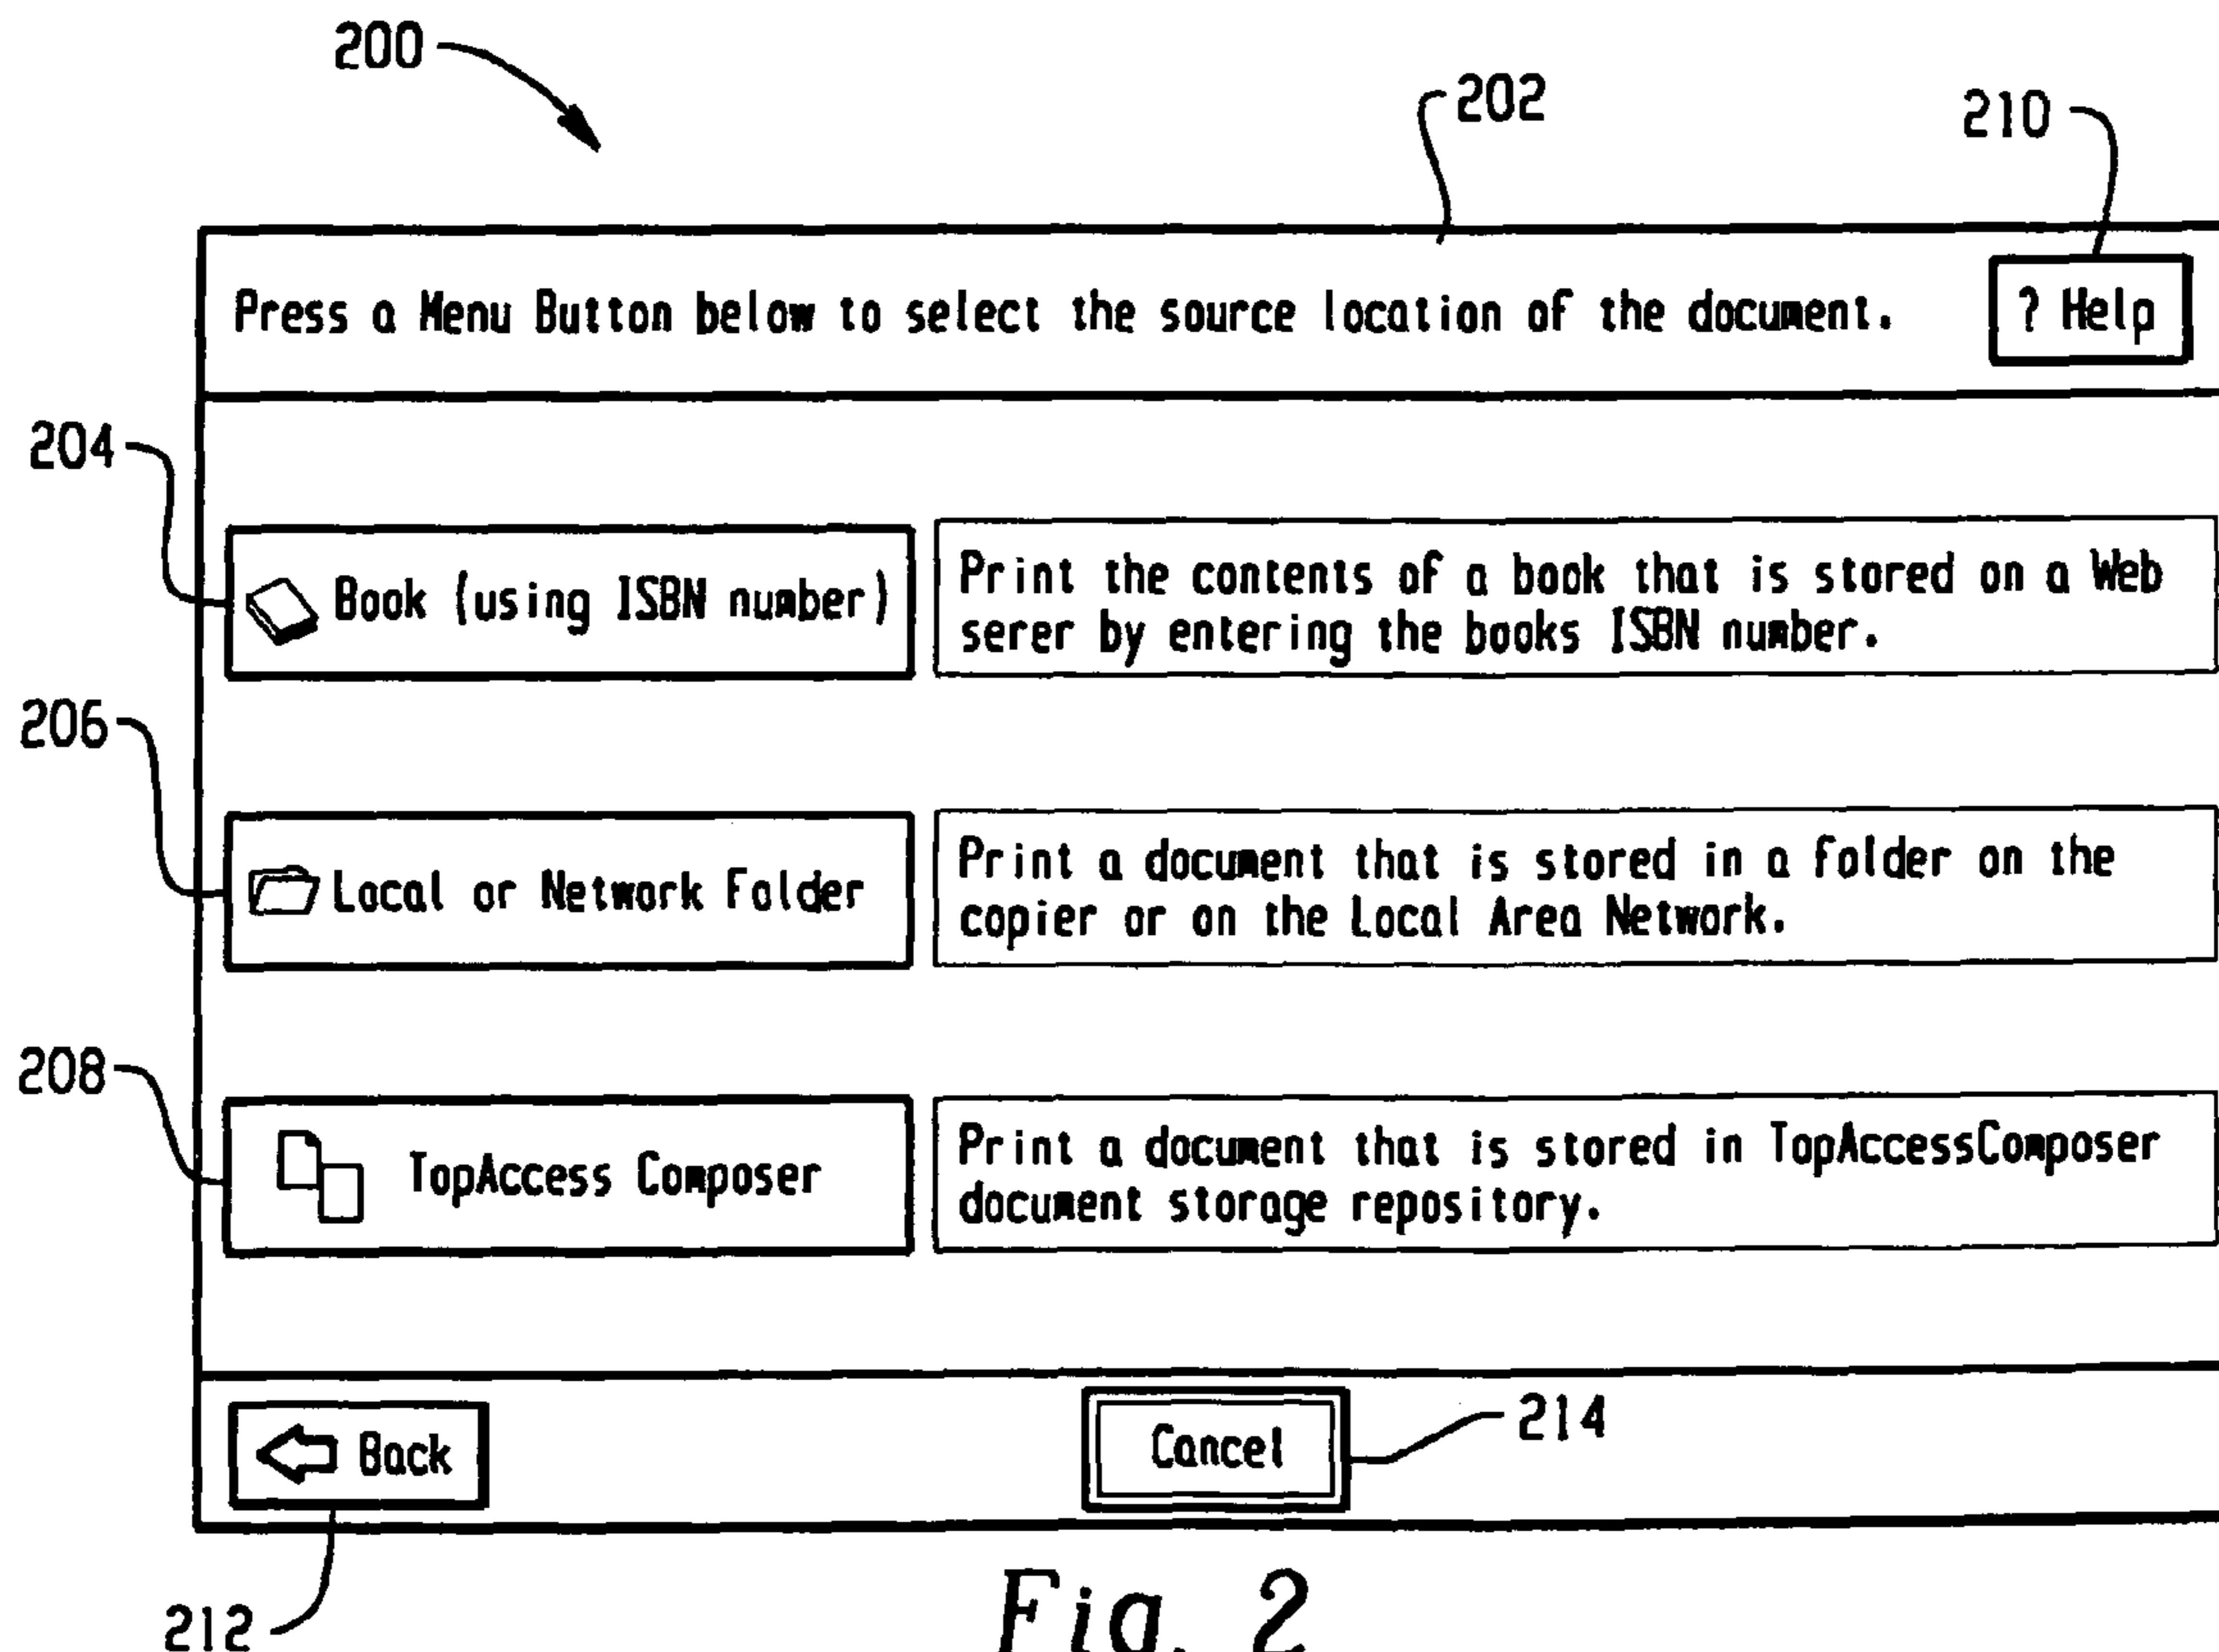 200
202
210
Press a Menu Button below to select the source location of the document.
? Help
204
Book (using ISBN number)
Print the contents of a book that is stored on a Web
serer by entering the books ISBN number.
206
Local or Network Folder
Print a document that is stored in a folder on the
copier or on the Local Area Network.
208
TopAccess Composer
Print a document that is stored in TopAccessComposer
document storage repository.
Back
Cancel
214
212
Fig. 2